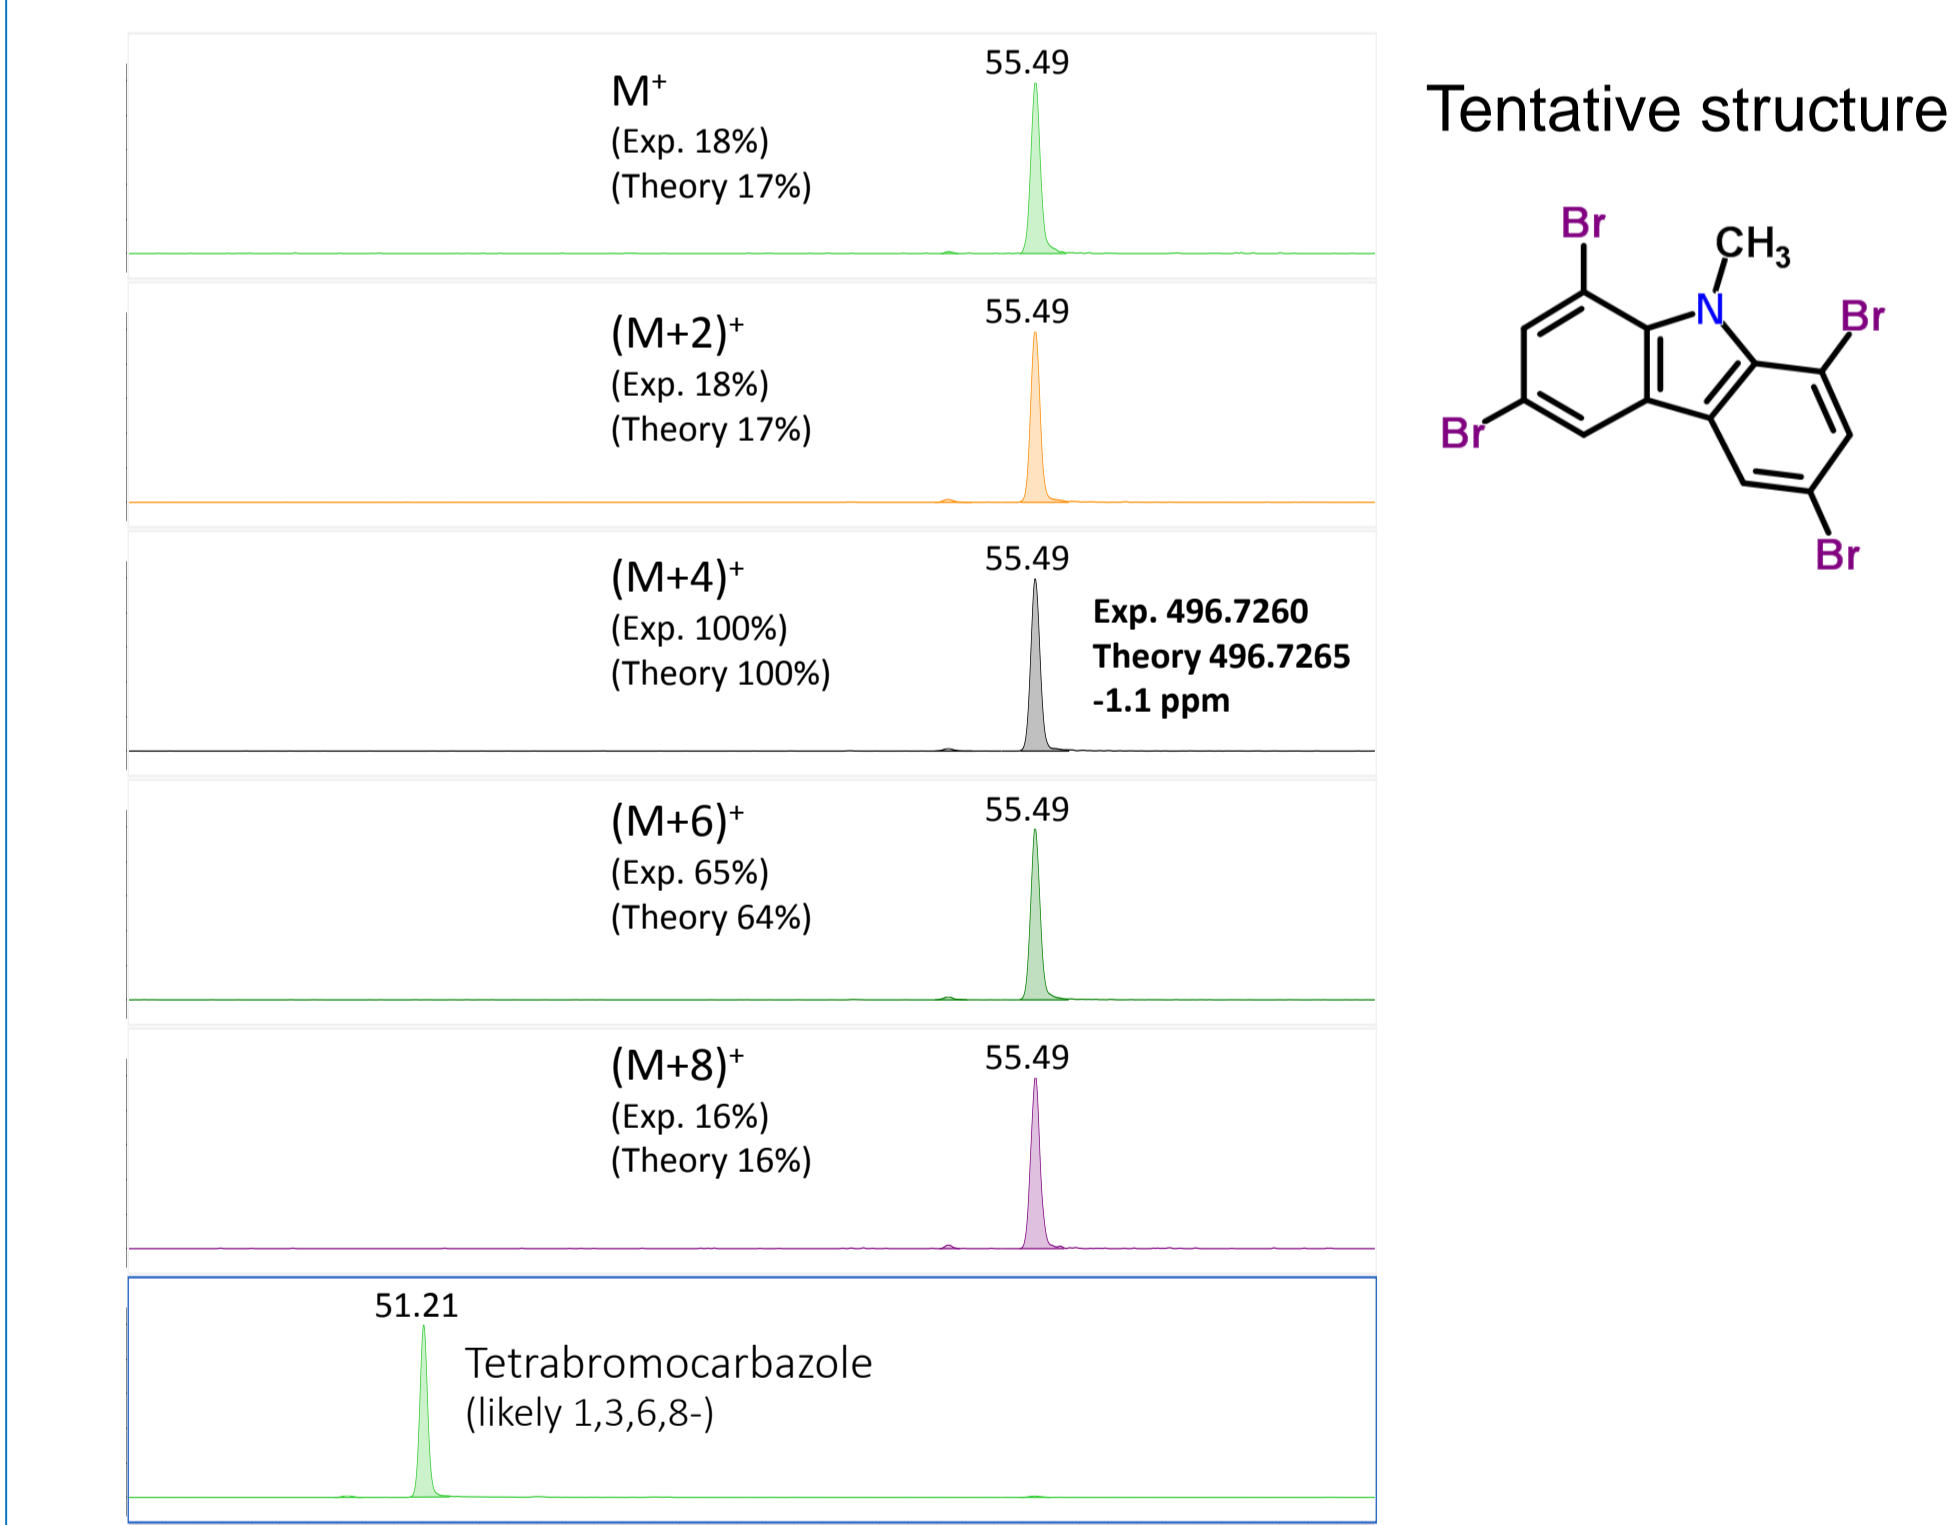 55.49
M⁺
(Exp. 18%)
(Theory 17%)
55.49
(M+2)⁺
(Exp. 18%)
(Theory 17%)
55.49
(M+4)⁺
(Exp. 100%)
(Theory 100%)
Exp. 496.7260
Theory 496.7265
-1.1 ppm
55.49
(M+6)⁺
(Exp. 65%)
(Theory 64%)
55.49
(M+8)⁺
(Exp. 16%)
(Theory 16%)
51.21
Tetrabromocarbazole
(likely 1,3,6,8-)
Tentative structure
Br
CH₃
N
Br
Br
Br